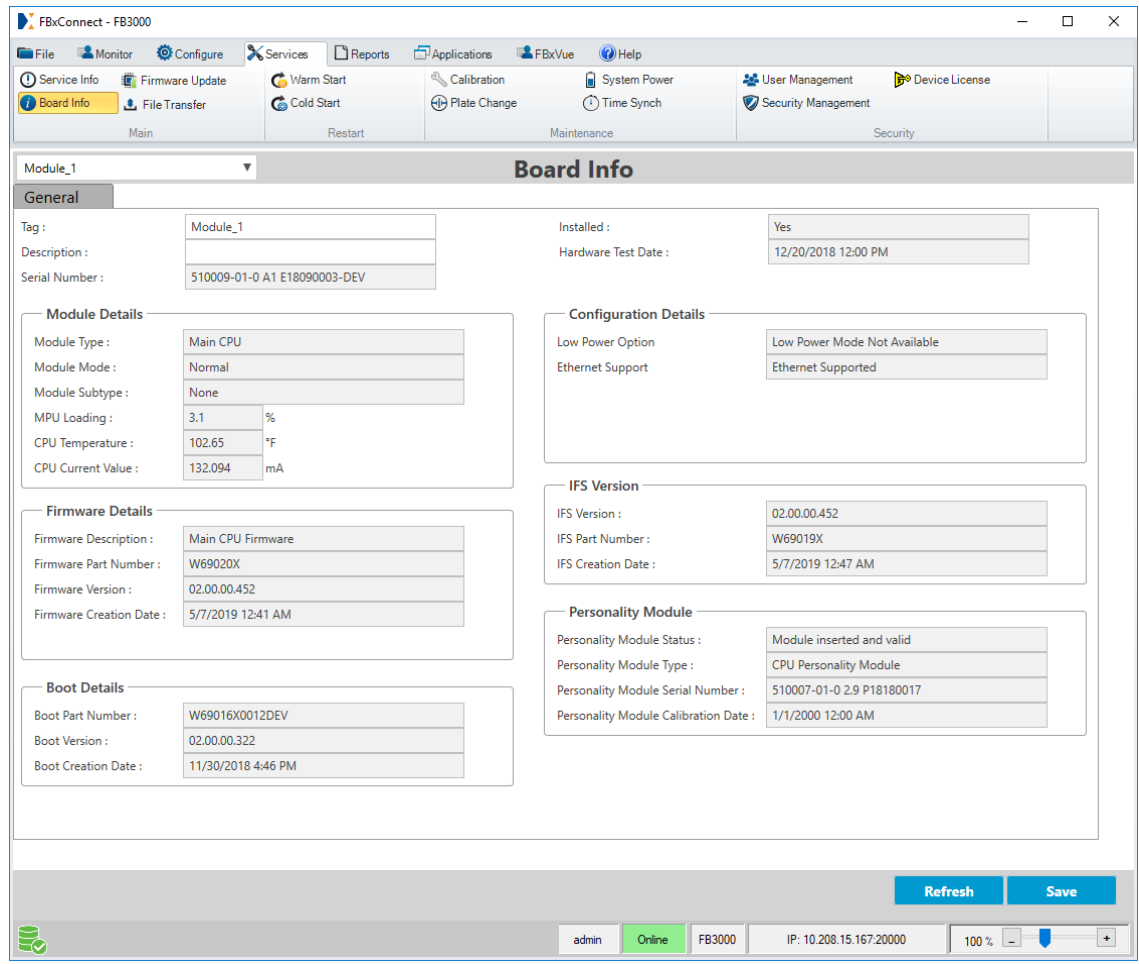 FBxConnect - FB3000
File Monitor Configure Services Reports Applications FBxVue Help
Service Info Firmware Update Warm Start Calibration System Power User Management Device License
Board Info File Transfer Cold Start Plate Change Time Synch Security Management
Main Restart Maintenance Security
Module_1 Board Info
General
Tag : Module_1 Installed : Yes
Description : Hardware Test Date : 12/20/2018 12:00 PM
Serial Number : 510009-01-0 A1 E18090003-DEV
Module Details
Module Type : Main CPU
Module Mode : Normal
Module Subtype : None
MPU Loading : 3.1 %
CPU Temperature : 102.65 °F
CPU Current Value : 132.094 mA
Configuration Details
Low Power Option Low Power Mode Not Available
Ethernet Support Ethernet Supported
Firmware Details
Firmware Description : Main CPU Firmware
Firmware Part Number : W69020X
Firmware Version : 02.00.00.452
Firmware Creation Date : 5/7/2019 12:41 AM
IFS Version
IFS Version : 02.00.00.452
IFS Part Number : W69019X
IFS Creation Date : 5/7/2019 12:47 AM
Boot Details
Boot Part Number : W69016X0012DEV
Boot Version : 02.00.00.322
Boot Creation Date : 11/30/2018 4:46 PM
Personality Module
Personality Module Status : Module inserted and valid
Personality Module Type : CPU Personality Module
Personality Module Serial Number : 510007-01-0 2.9 P18180017
Personality Module Calibration Date : 1/1/2000 12:00 AM
Refresh Save
admin Online FB3000 IP: 10.208.15.167:20000 100 % - +